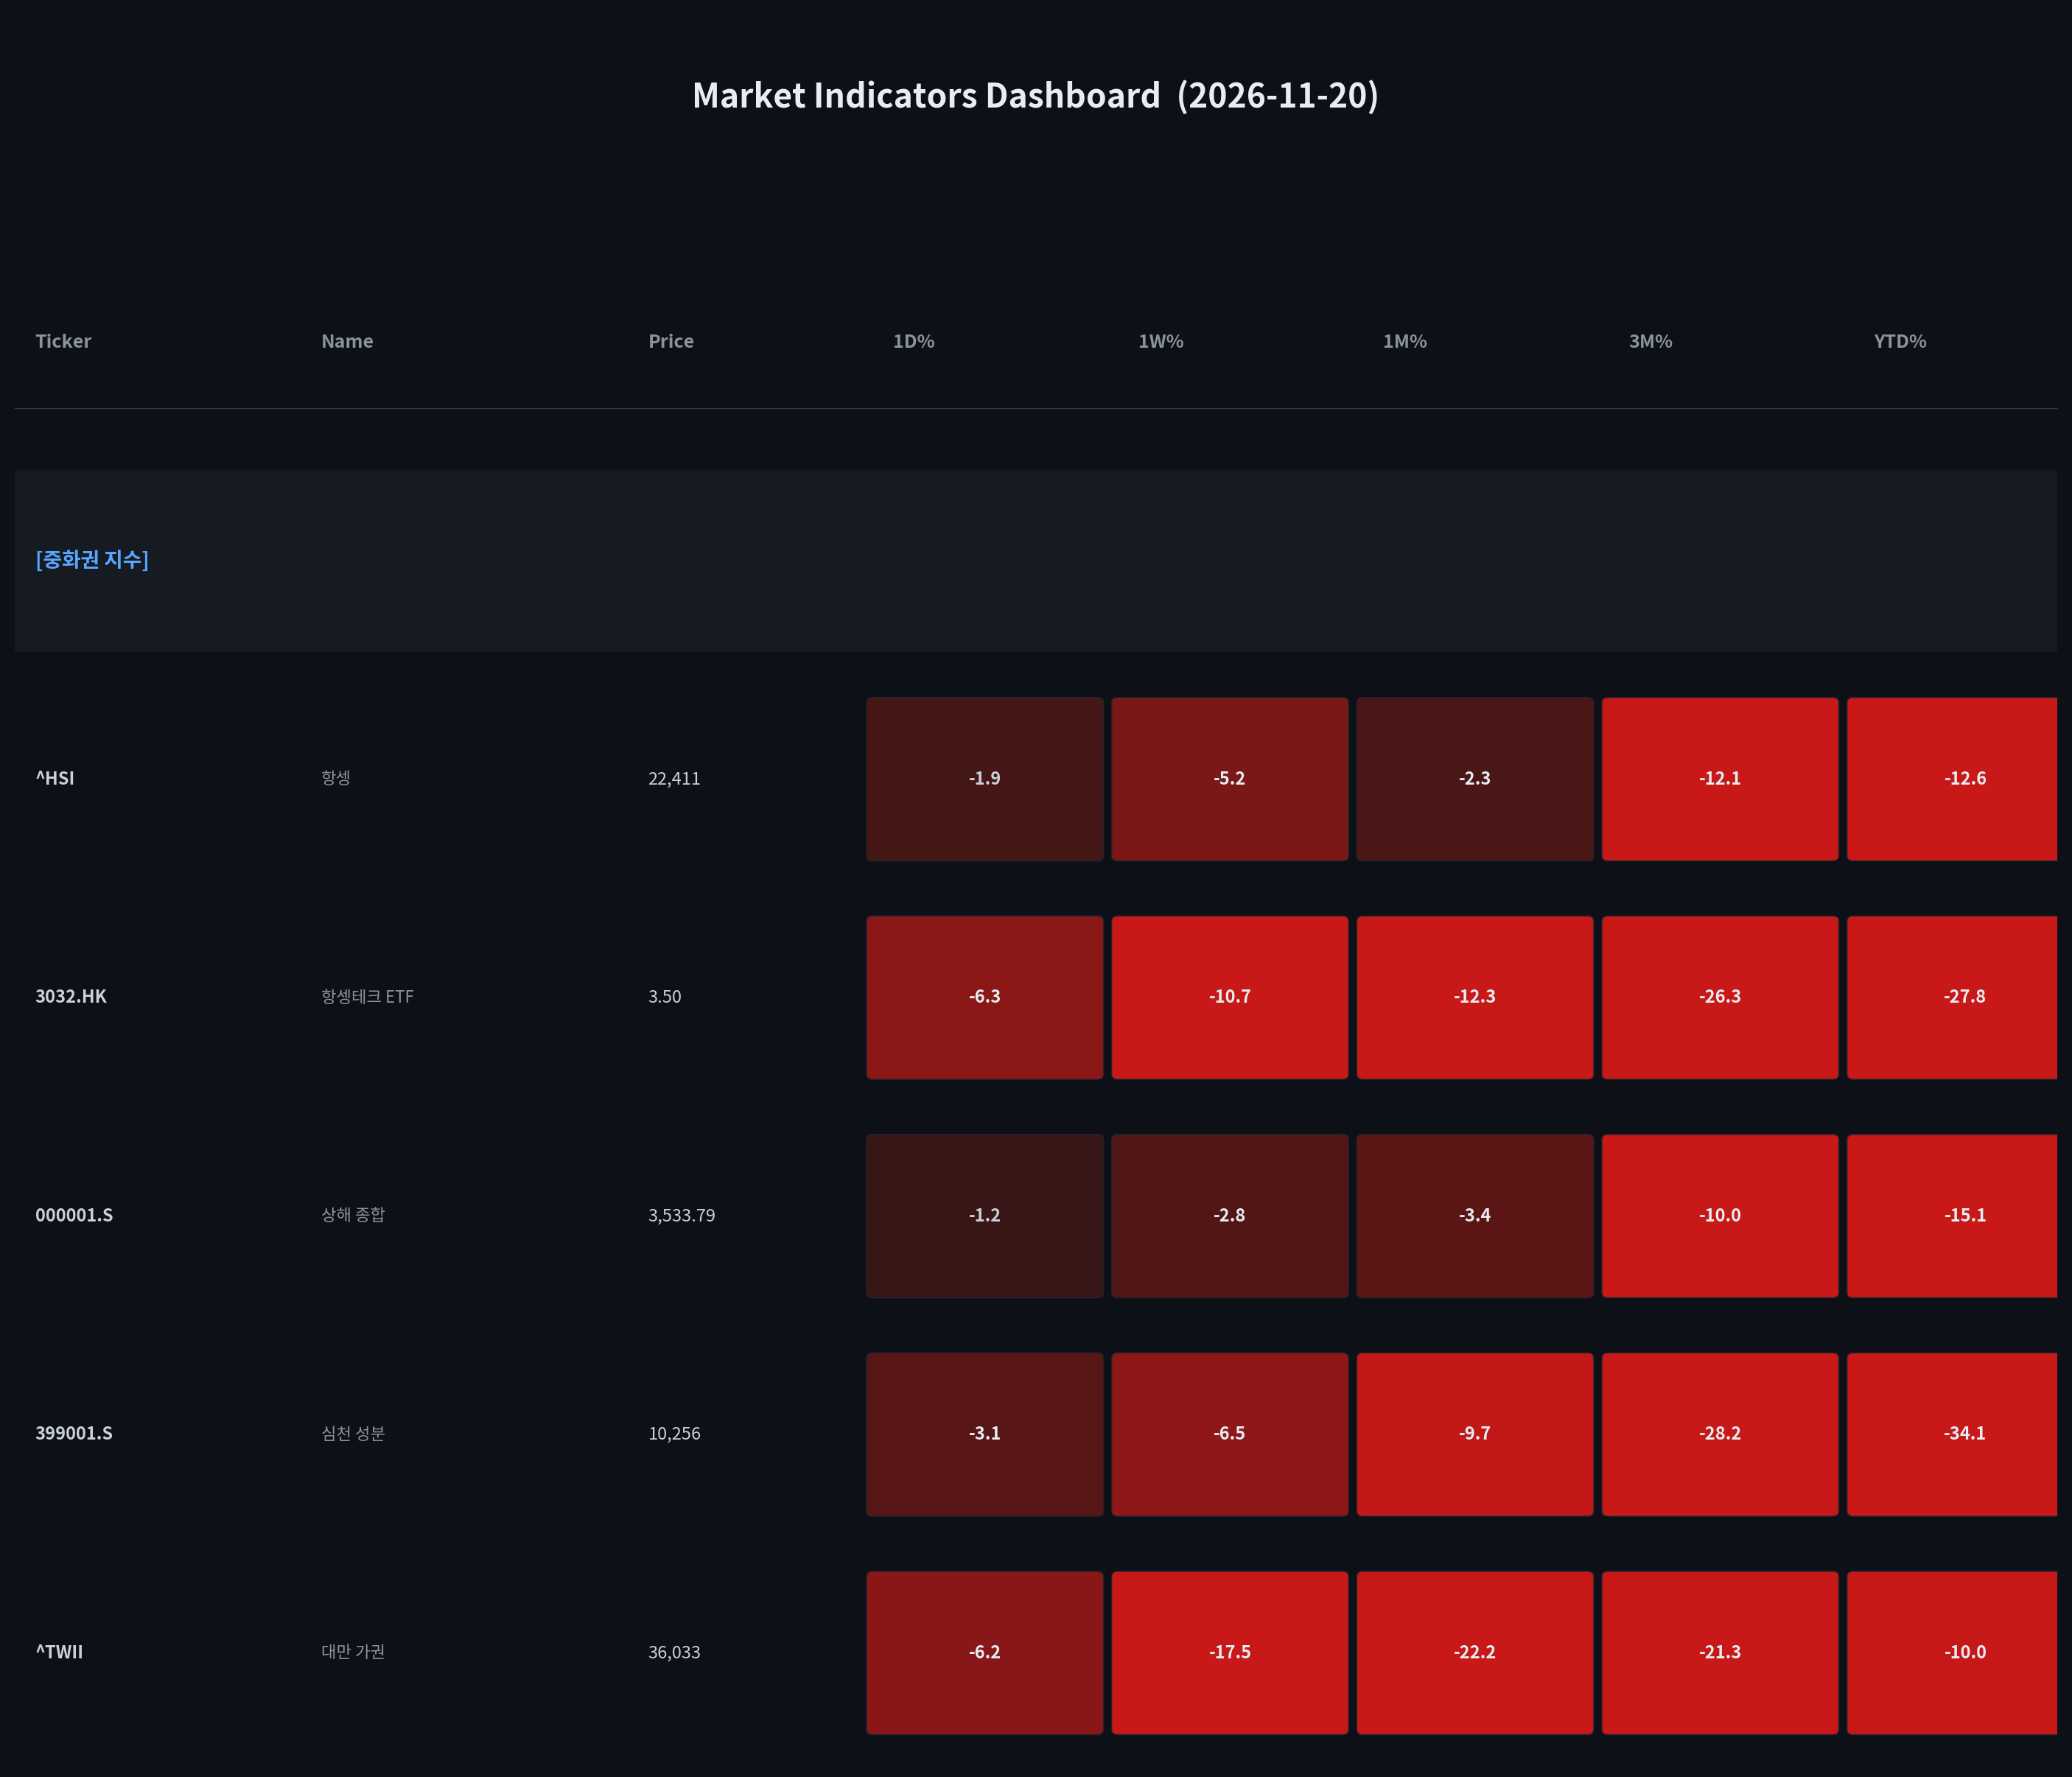 Market Indicators Dashboard (2026-11-20)
Ticker Name Price 1D% 1W% 1M% 3M% YTD%
[중화권 지수]
^HSI 항셍 22,411 -1.9 -5.2 -2.3 -12.1 -12.6
3032.HK 항셍테크 ETF 3.50 -6.3 -10.7 -12.3 -26.3 -27.8
000001.S 상해 종합 3,533.79 -1.2 -2.8 -3.4 -10.0 -15.1
399001.S 심천 성분 10,256 -3.1 -6.5 -9.7 -28.2 -34.1
^TWII 대만 가권 36,033 -6.2 -17.5 -22.2 -21.3 -10.0